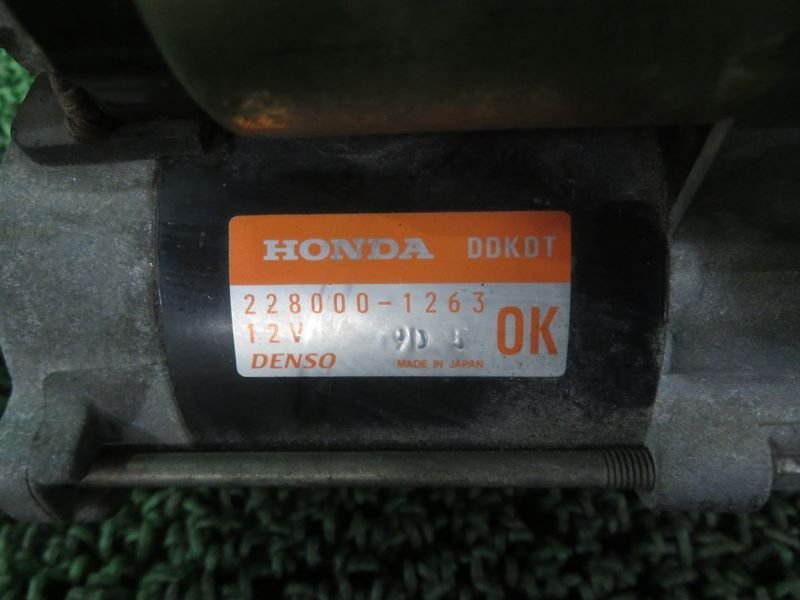 HONDA DDKDT
228000-1263
12V 9D OK
DENSO MADE IN JAPAN